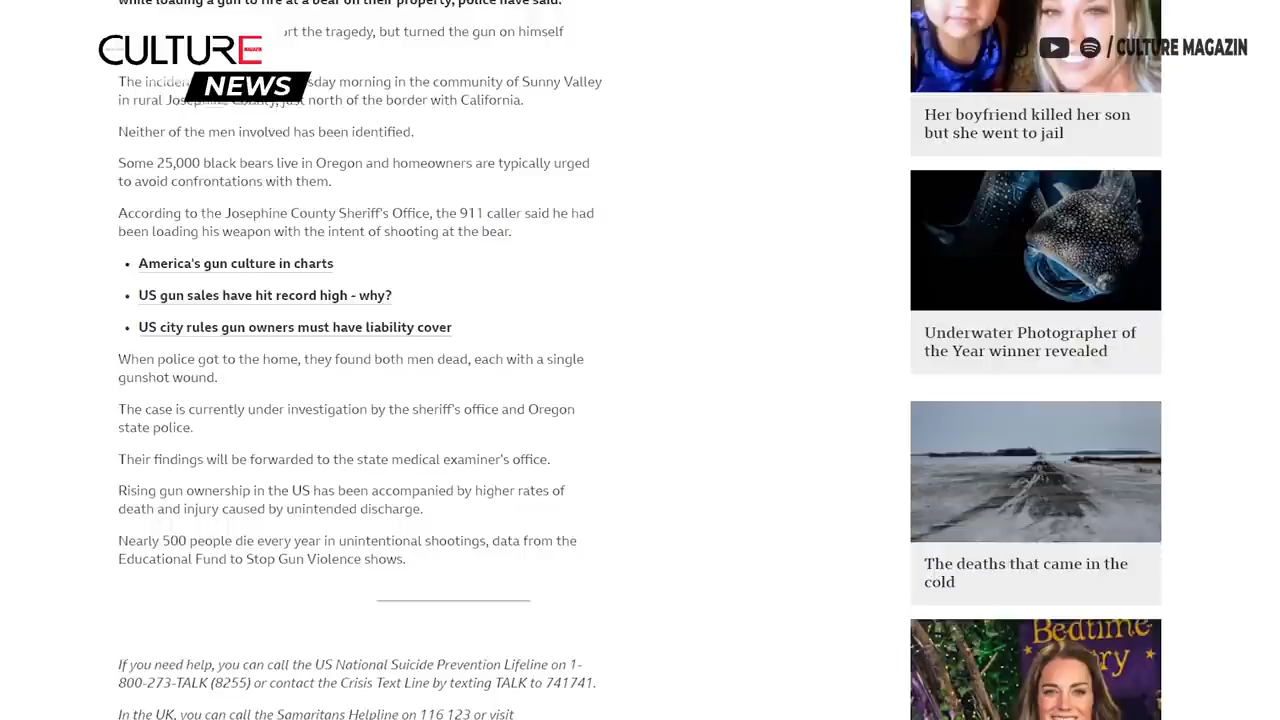 while loading a gun to fire at a bear on their property, police have said.
rt the tragedy, but turned the gun on himself
CULTURE
NEWS
/ CULTURE MAGAZIN
The inciden sday morning in the community of Sunny Valley
in rural Josephine County, just north of the border with California.
Neither of the men involved has been identified.
Some 25,000 black bears live in Oregon and homeowners are typically urged
to avoid confrontations with them.
According to the Josephine County Sheriff's Office, the 911 caller said he had
been loading his weapon with the intent of shooting at the bear.
• America's gun culture in charts
• US gun sales have hit record high - why?
• US city rules gun owners must have liability cover
When police got to the home, they found both men dead, each with a single
gunshot wound.
The case is currently under investigation by the sheriff's office and Oregon
state police.
Their findings will be forwarded to the state medical examiner's office.
Rising gun ownership in the US has been accompanied by higher rates of
death and injury caused by unintended discharge.
Nearly 500 people die every year in unintentional shootings, data from the
Educational Fund to Stop Gun Violence shows.
If you need help, you can call the US National Suicide Prevention Lifeline on 1-
800-273-TALK (8255) or contact the Crisis Text Line by texting TALK to 741741.
In the UK, you can call the Samaritans Helpline on 116 123 or visit
Her boyfriend killed her son
but she went to jail
Underwater Photographer of
the Year winner revealed
The deaths that came in the
cold
Bedtime
ry